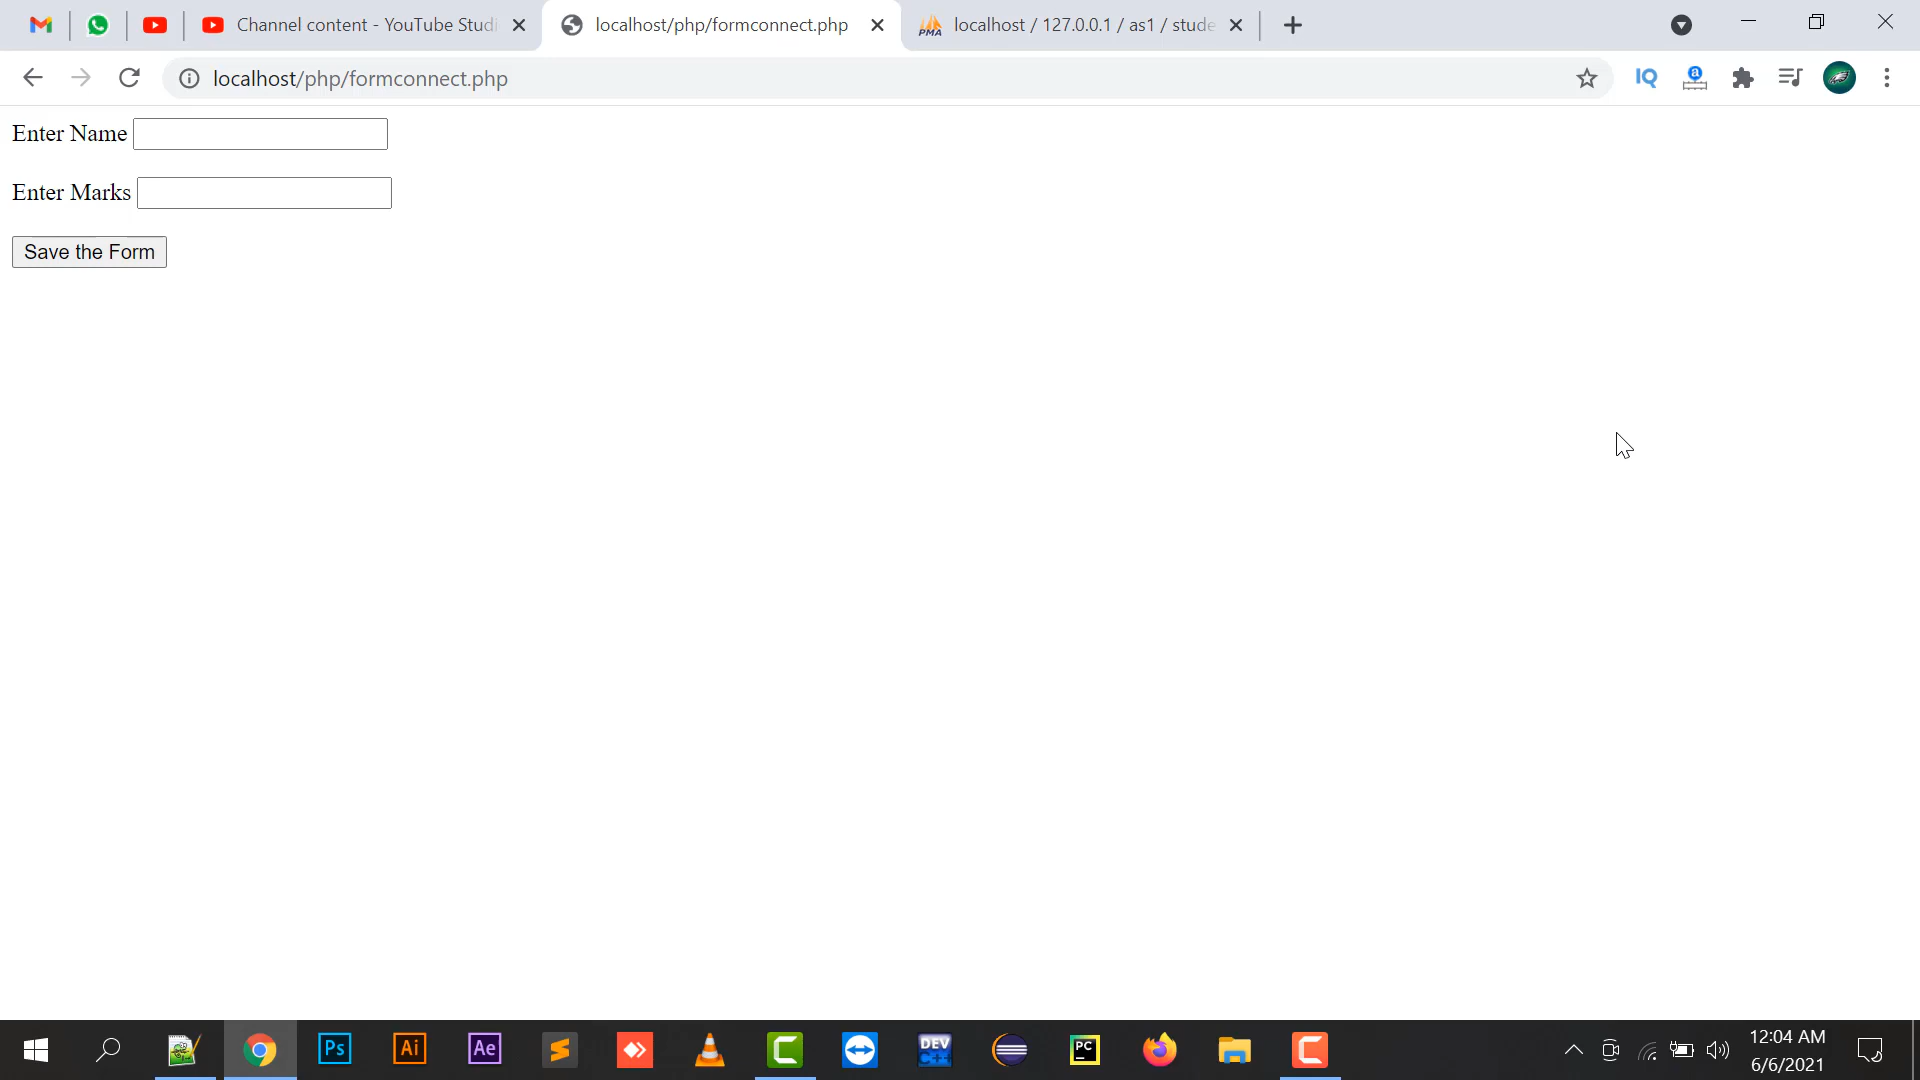 Channel content - YouTube Studi
localhost/php/formconnect.php
PMA
localhost / 127.0.0.1 / as1 / stude
localhost/php/formconnect.php
IQ
a
Enter Name
Enter Marks
Save the Form
Ps
Ai
Ae
DEV
C++
PC
12:04 AM
6/6/2021